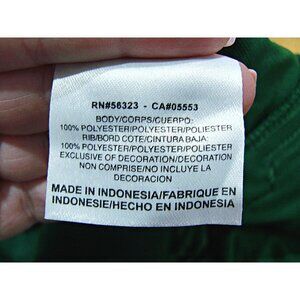 RN#56323 - CA#05553
BODY/CORPS/CUERPO:
100% POLYESTER/POLYESTER/POLIESTER
RIB/BORD COTE/CINTURA BAJA:
100% POLYESTER/POLYESTER/POLIESTER
EXCLUSIVE OF DECORATION/DECORATION
NON COMPRISE/NO INCLUYE LA
DECORACION
MADE IN INDONESIA/FABRIQUE EN
INDONESIE/HECHO EN INDONESIA